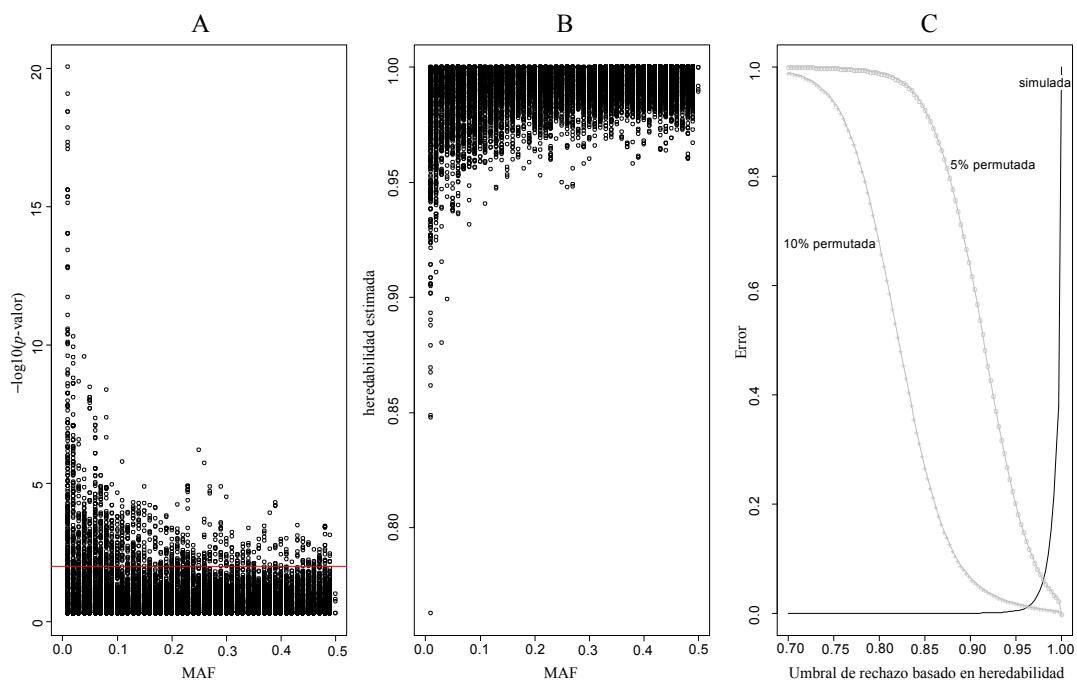 A
B
C
−log10(p-valor)
20
15
10
5
0
0.0 0.1 0.2 0.3 0.4 0.5
MAF
heredabilidad estimada
1.00
0.95
0.90
0.85
0.80
0.0 0.1 0.2 0.3 0.4 0.5
MAF
Error
1.0
0.8
0.6
0.4
0.2
0.0
simulada
5% permutada
10% permutada
0.70 0.75 0.80 0.85 0.90 0.95 1.00
Umbral de rechazo basado en heredabilidad